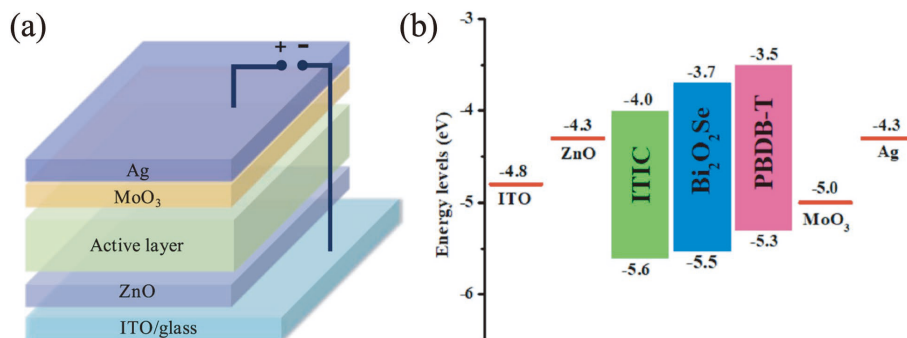 (a)
+ −
Ag
MoO₃
Active layer
ZnO
ITO/glass
(b)
Energy levels (eV)
-3
-4
-5
-6
-4.8
ITO
-4.3
ZnO
-4.0
ITIC
-5.6
-3.7
Bi₂O₂Se
-5.5
-3.5
PBDB-T
-5.3
-5.0
MoO₃
-4.3
Ag